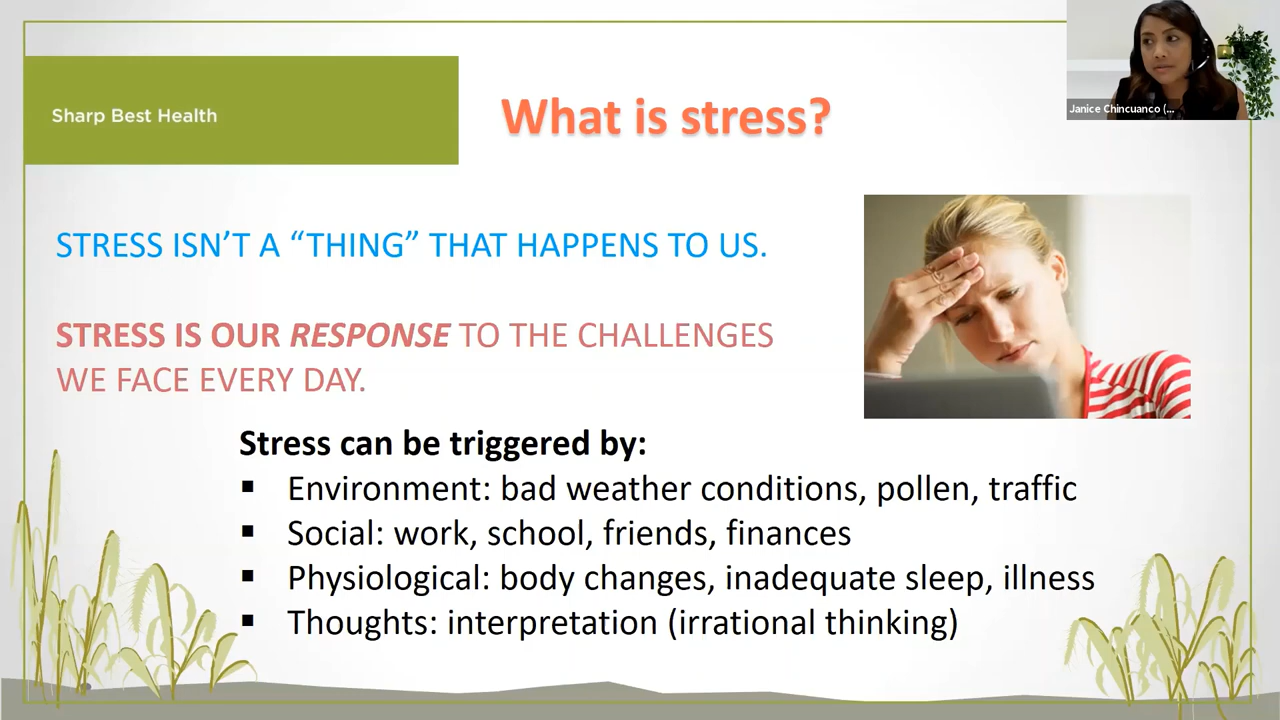 Sharp Best Health
What is stress?
Janice Chincuanco (...
STRESS ISN’T A “THING” THAT HAPPENS TO US.
STRESS IS OUR RESPONSE TO THE CHALLENGES
WE FACE EVERY DAY.
Stress can be triggered by:
▪ Environment: bad weather conditions, pollen, traffic
▪ Social: work, school, friends, finances
▪ Physiological: body changes, inadequate sleep, illness
▪ Thoughts: interpretation (irrational thinking)